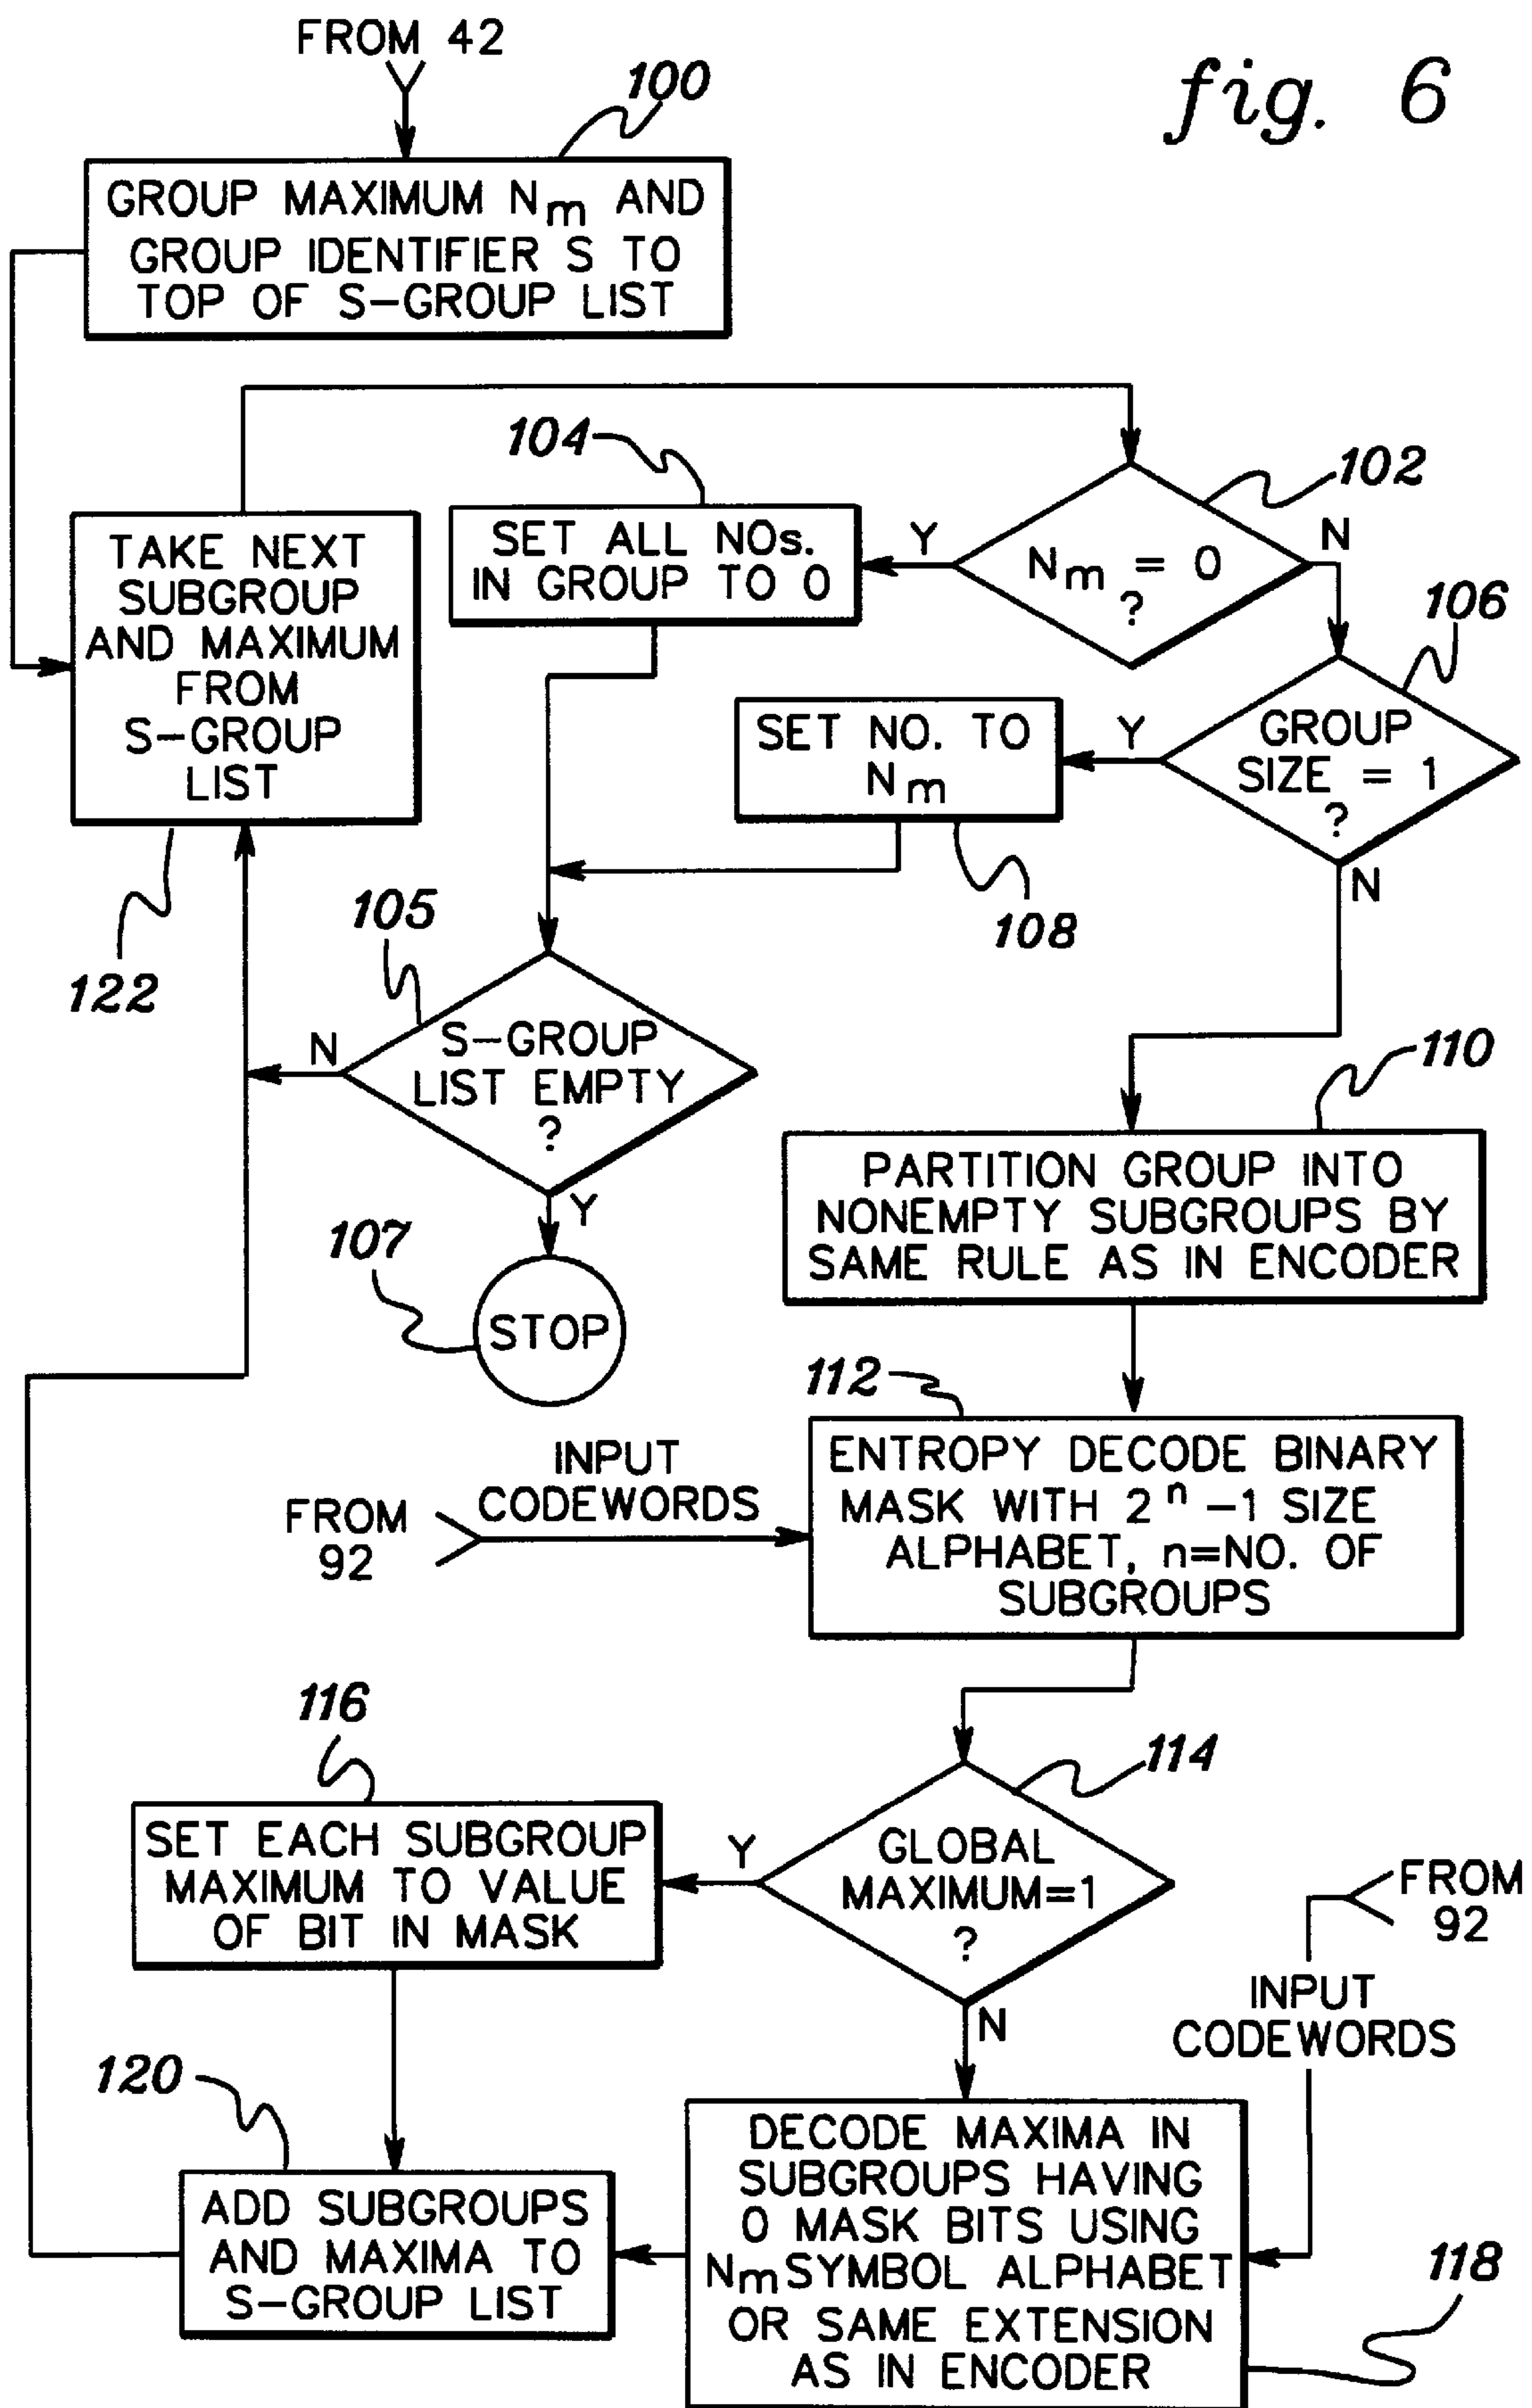 FROM 42
fig. 6
100
GROUP MAXIMUM Nm AND
GROUP IDENTIFIER S TO
TOP OF S-GROUP LIST
104
102
TAKE NEXT
SUBGROUP
AND MAXIMUM
FROM
S-GROUP
LIST
SET ALL NOs.
IN GROUP TO 0
Y
Nm = 0
?
N
106
SET NO. TO
Nm
Y
GROUP
SIZE = 1
?
N
108
122
105
N
S-GROUP
LIST EMPTY
?
Y
107
STOP
110
PARTITION GROUP INTO
NONEMPTY SUBGROUPS BY
SAME RULE AS IN ENCODER
112
INPUT
CODEWORDS
FROM
92
ENTROPY DECODE BINARY
MASK WITH 2^n -1 SIZE
ALPHABET, n=NO. OF
SUBGROUPS
116
114
SET EACH SUBGROUP
MAXIMUM TO VALUE
OF BIT IN MASK
Y
GLOBAL
MAXIMUM=1
?
N
FROM
92
INPUT
CODEWORDS
120
ADD SUBGROUPS
AND MAXIMA TO
S-GROUP LIST
DECODE MAXIMA IN
SUBGROUPS HAVING
0 MASK BITS USING
Nm SYMBOL ALPHABET
OR SAME EXTENSION
AS IN ENCODER
118